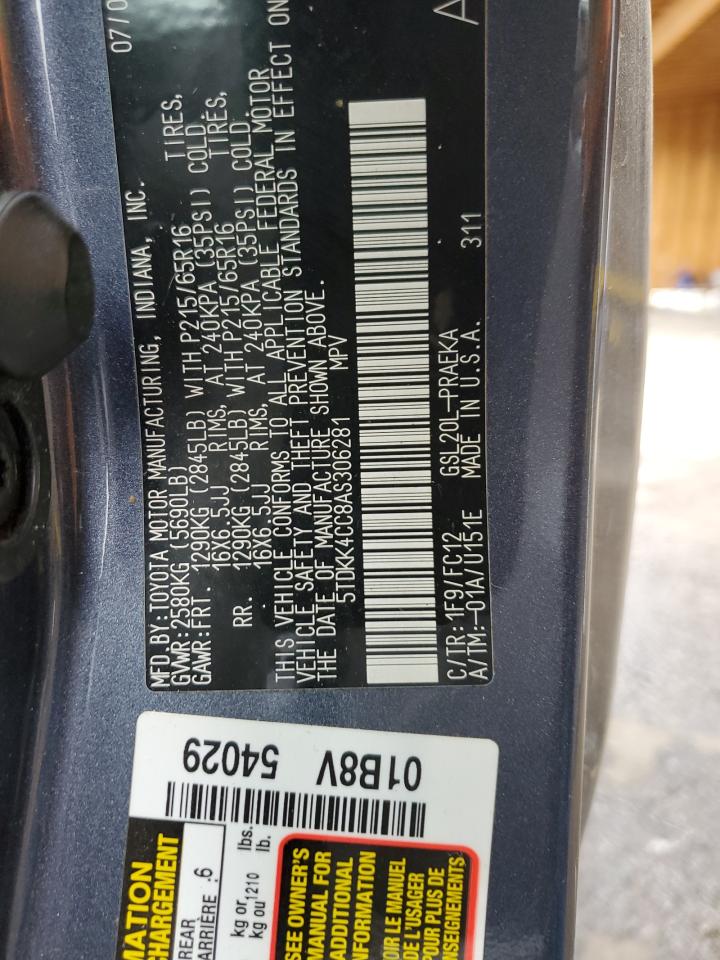 MFD.BY:TOYOTA MOTOR MANUFACTURING, INDIANA, INC. 07/
GVWR:2580KG (5690LB)
GAWR:FRT. 1290KG (2845LB) WITH P215/65R16 TIRES,
16X6.5JJ RIMS, AT 240KPA (35PSI) COLD.
RR. 1290KG (2845LB) WITH P215/65R16 TIRES,
16X6.5JJ RIMS, AT 240KPA (35PSI) COLD.
THIS VEHICLE CONFORMS TO ALL APPLICABLE FEDERAL MOTOR
VEHICLE SAFETY AND THEFT PREVENTION STANDARDS IN EFFECT ON
THE DATE OF MANUFACTURE SHOWN ABOVE.
5TDKK4CC8AS306281 MPV
C/TR:1F9/FC12 GSL20L-PRAEKA
A/TM:-01A/U151E MADE IN U.S.A. 311
01B8V 54029
MATION
CHARGEMENT
REAR
ARRIÈRE :6
kg or lbs.
kg ou 1210 lb.
SEE OWNER'S
MANUAL FOR
ADDITIONAL
OIR LE MANUEL
DE L'USAGER
POUR PLUS DE
ENSEIGNEMENTS